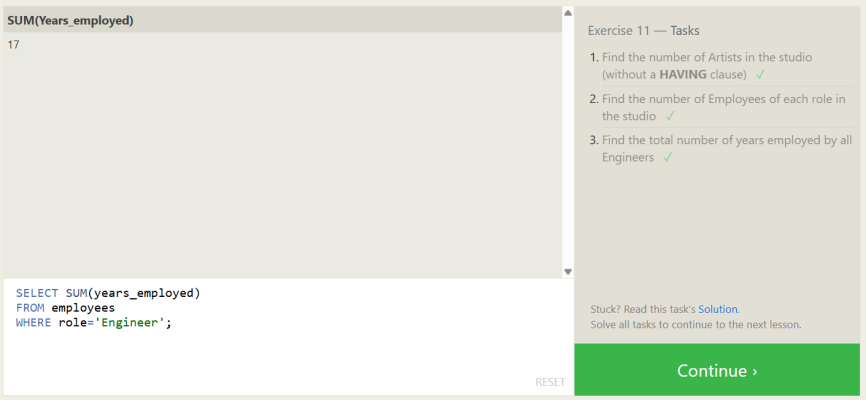 SUM(Years_employed)
17
SELECT SUM(years_employed)
FROM employees
WHERE role='Engineer';
RESET
Exercise 11 — Tasks
1. Find the number of Artists in the studio
(without a HAVING clause) ✓
2. Find the number of Employees of each role in
the studio ✓
3. Find the total number of years employed by all
Engineers ✓
Stuck? Read this task's Solution.
Solve all tasks to continue to the next lesson.
Continue ›